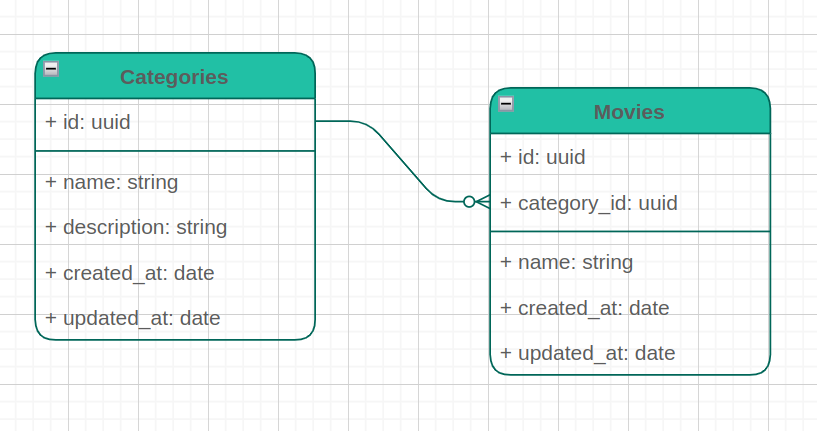 Categories
+ id: uuid
+ name: string
+ description: string
+ created_at: date
+ updated_at: date
Movies
+ id: uuid
+ category_id: uuid
+ name: string
+ created_at: date
+ updated_at: date